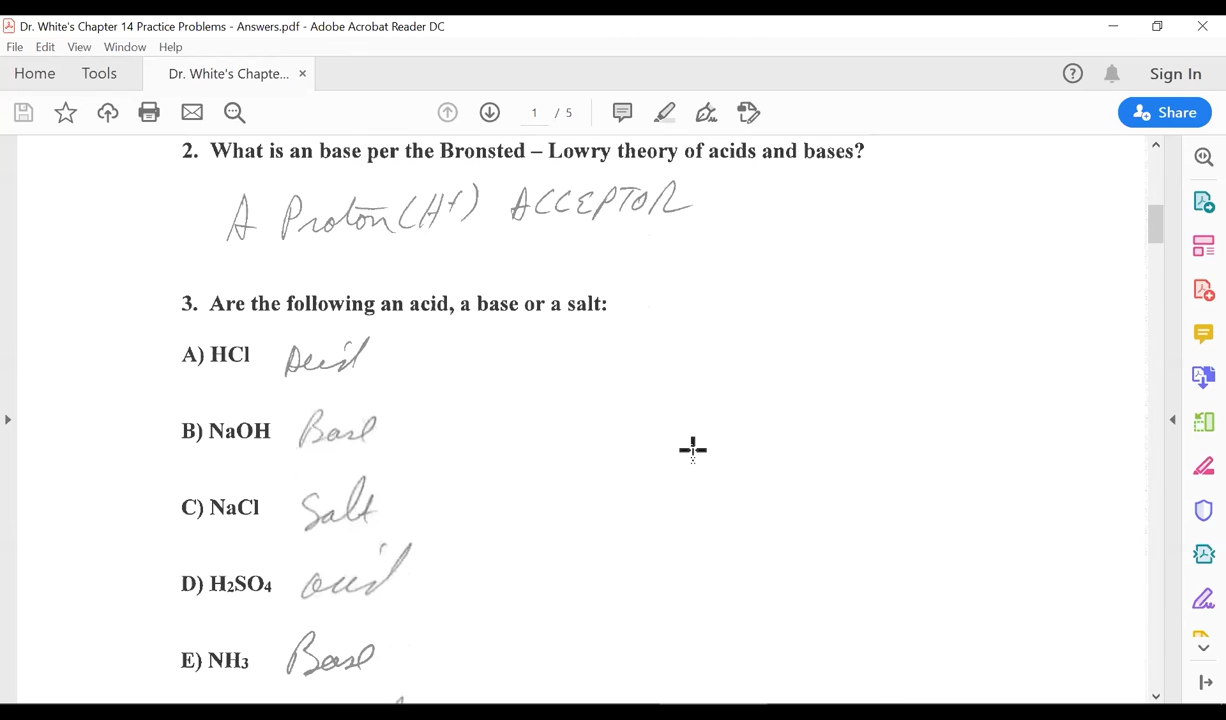 Dr. White's Chapter 14 Practice Problems - Answers.pdf - Adobe Acrobat Reader DC
File Edit View Window Help
Home Tools Dr. White's Chapte... Sign In
1 / 5 Share
2. What is an base per the Bronsted – Lowry theory of acids and bases?
A Proton (H+) ACCEPTOR
3. Are the following an acid, a base or a salt:
A) HCl Acid
B) NaOH Base
C) NaCl Salt
D) H₂SO₄ acid
E) NH₃ Base